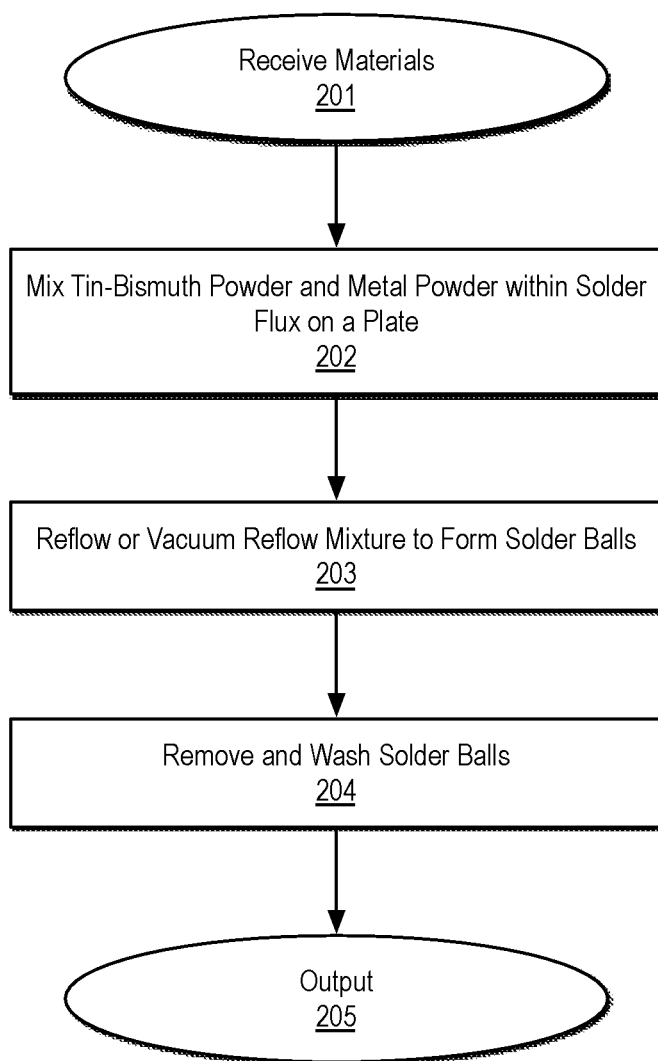 Receive Materials
201
Mix Tin-Bismuth Powder and Metal Powder within Solder
Flux on a Plate
202
Reflow or Vacuum Reflow Mixture to Form Solder Balls
203
Remove and Wash Solder Balls
204
Output
205